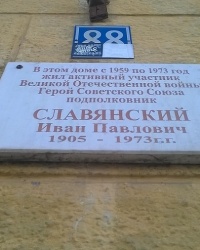 88
В этом доме с 1959 по 1973 год
жил активный участник
Великой Отечественной войны
Герой Советского Союза
подполковник
СЛАВЯНСКИЙ
Иван Павлович
1905 - 1973г.г.